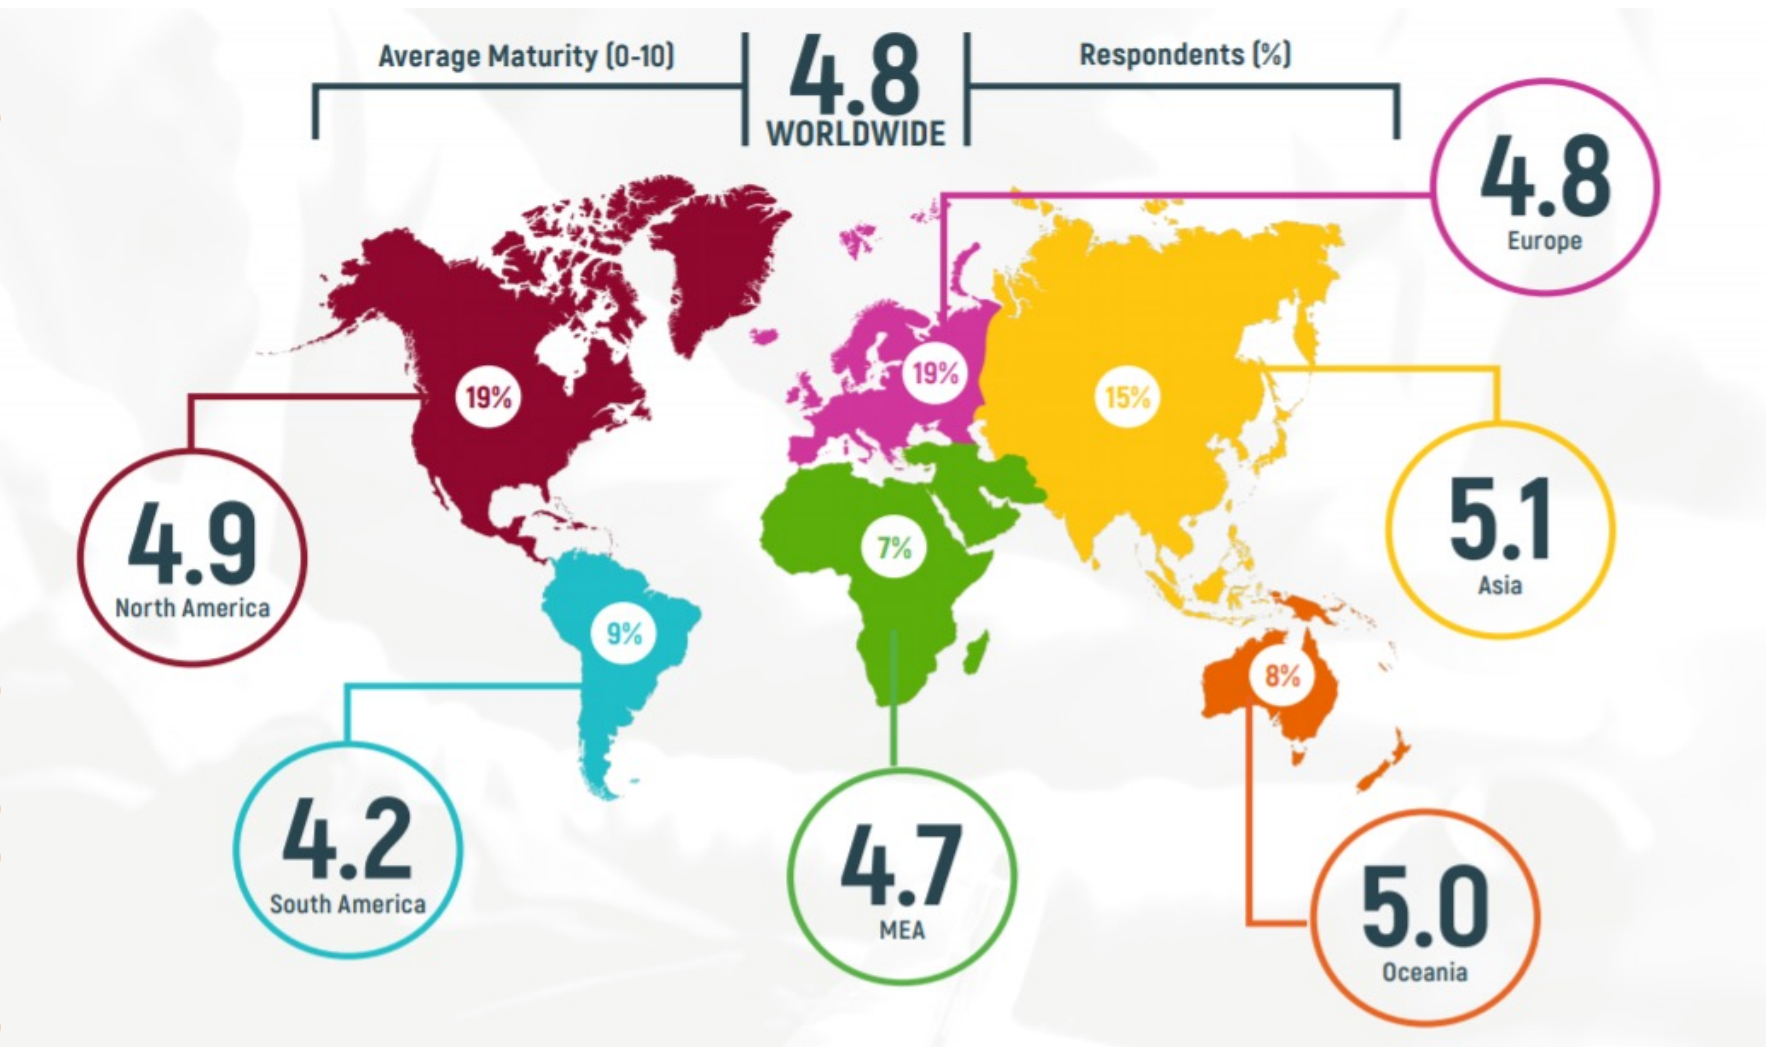 Average Maturity (0-10)
4.8
WORLDWIDE
Respondents (%)
4.8
Europe
19%
19%
15%
4.9
North America
5.1
Asia
7%
9%
8%
4.2
South America
4.7
MEA
5.0
Oceania